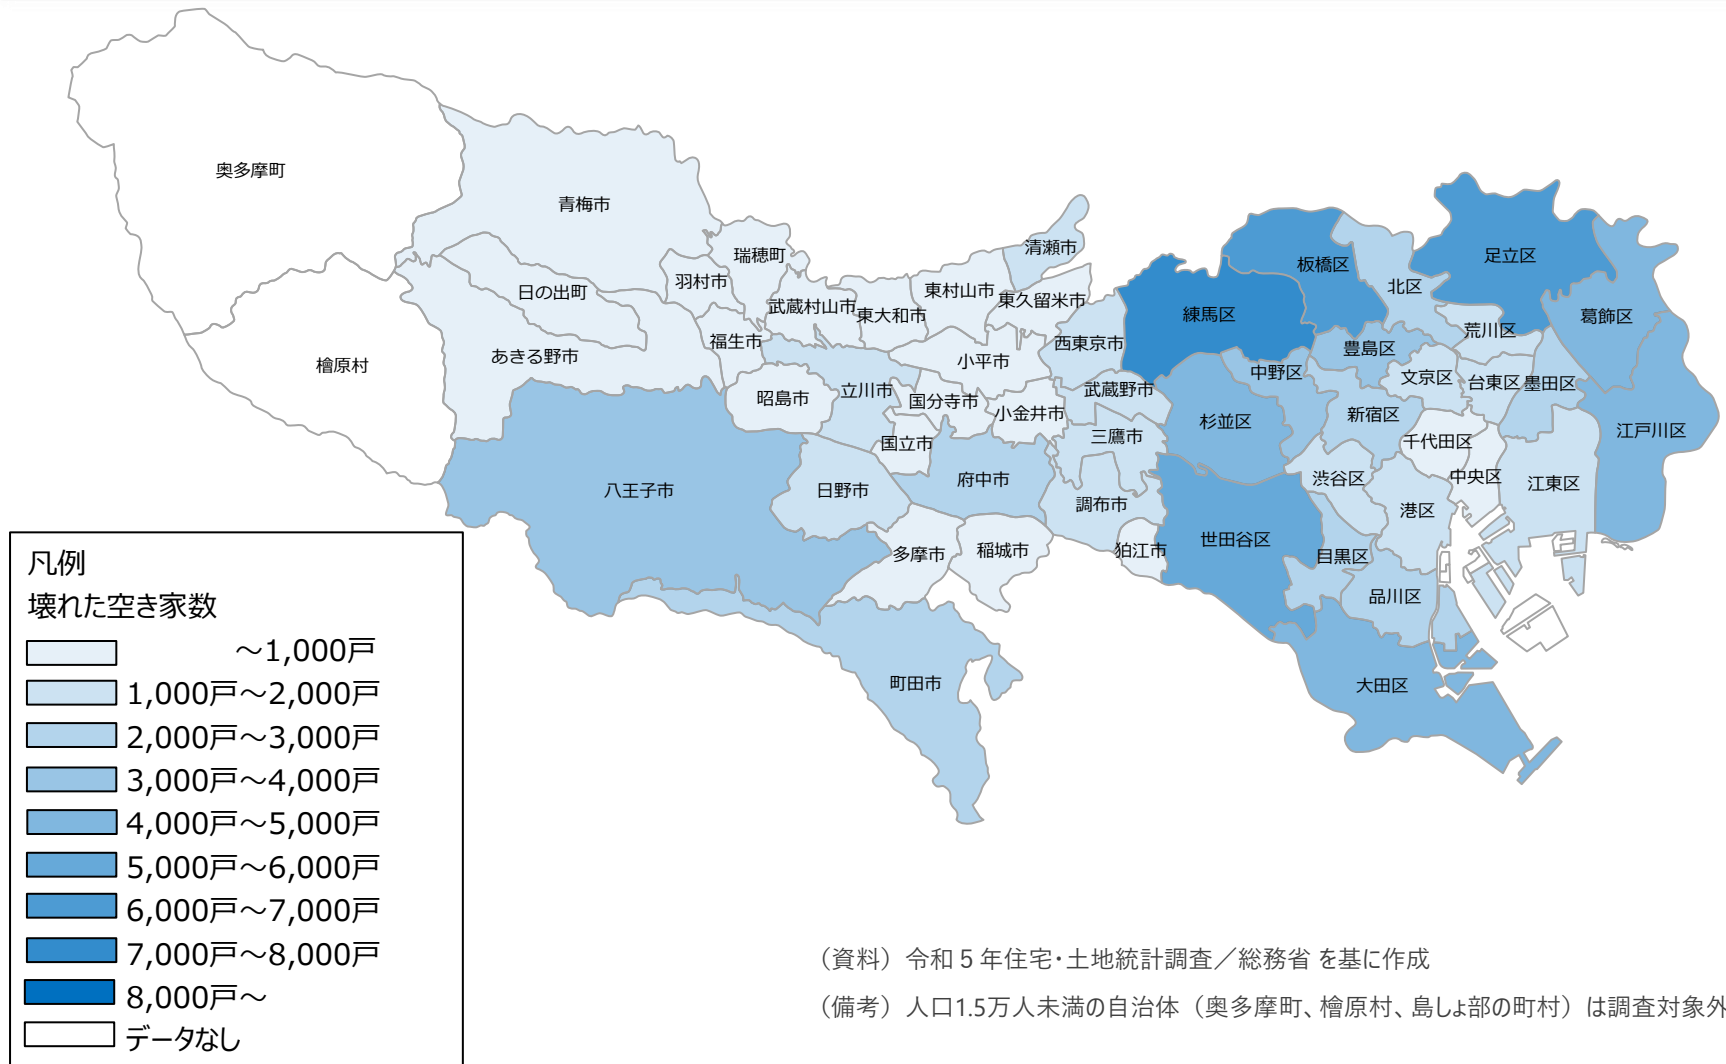 奥多摩町
青梅市
瑞穂町
清瀬市
羽村市
日の出町
武蔵村山市
東大和市
東村山市
東久留米市
檜原村
あきる野市
福生市
小平市
西東京市
昭島市
立川市
国分寺市
小金井市
武蔵野市
国立市
三鷹市
八王子市
日野市
府中市
調布市
多摩市
稲城市
狛江市
町田市
板橋区
北区
足立区
練馬区
荒川区
葛飾区
豊島区
中野区
文京区
台東区
墨田区
杉並区
新宿区
千代田区
江戸川区
渋谷区
中央区
江東区
港区
世田谷区
目黒区
品川区
大田区
凡例
壊れた空き家数
～1,000戸
1,000戸～2,000戸
2,000戸～3,000戸
3,000戸～4,000戸
4,000戸～5,000戸
5,000戸～6,000戸
6,000戸～7,000戸
7,000戸～8,000戸
8,000戸～
データなし
（資料）令和５年住宅・土地統計調査／総務省 を基に作成
（備考）人口1.5万人未満の自治体（奥多摩町、檜原村、島しょ部の町村）は調査対象外